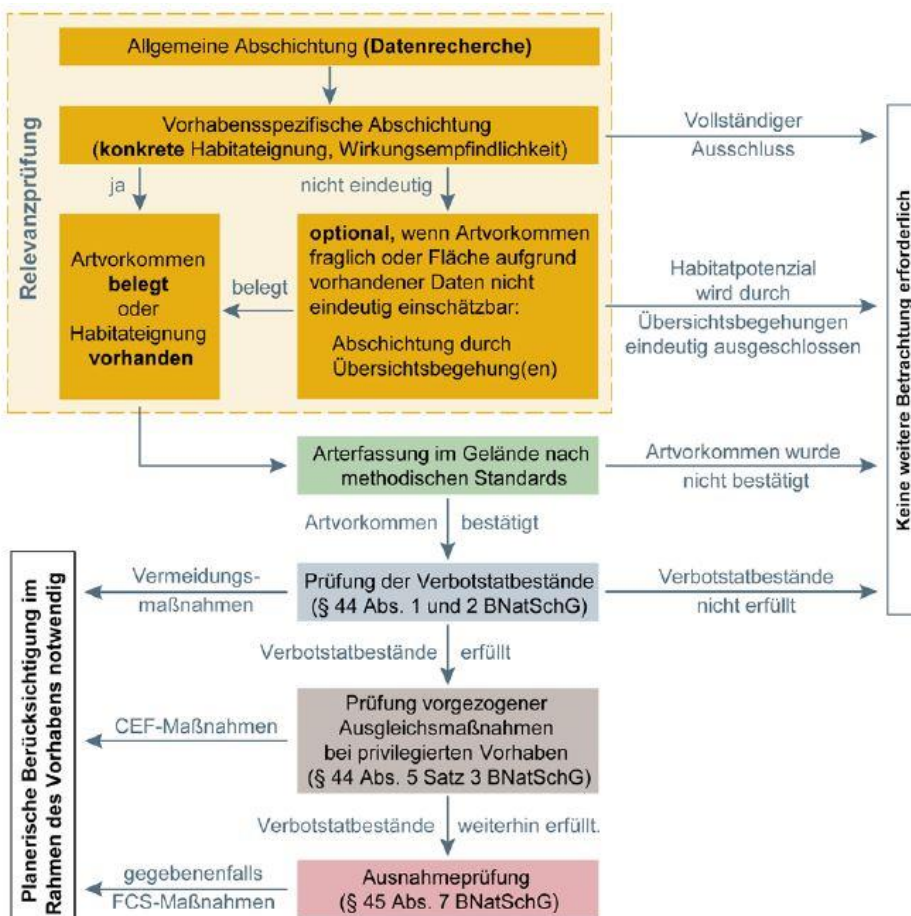 Relevanzprüfung
Allgemeine Abschichtung (Datenrecherche)
Vorhabensspezifische Abschichtung
(konkrete Habitateignung, Wirkungsempfindlichkeit)
Vollständiger
Ausschluss
ja
nicht eindeutig
Artvorkommen
belegt
oder
Habitateignung
vorhanden
belegt
optional, wenn Artvorkommen
fraglich oder Fläche aufgrund
vorhandener Daten nicht
eindeutig einschätzbar:
Abschichtung durch
Übersichtsbegehung(en)
Habitatpotenzial
wird durch
Übersichtsbegehungen
eindeutig ausgeschlossen
Keine weitere Betrachtung erforderlich
Arterfassung im Gelände nach
methodischen Standards
Artvorkommen wurde
nicht bestätigt
Artvorkommen bestätigt
Planerische Berücksichtigung im
Rahmen des Vorhabens notwendig
Vermeidungs-
maßnahmen
Prüfung der Verbotstatbestände
(§ 44 Abs. 1 und 2 BNatSchG)
Verbotstatbestände
nicht erfüllt
Verbotstatbestände erfüllt
CEF-Maßnahmen
Prüfung vorgezogener
Ausgleichsmaßnahmen
bei privilegierten Vorhaben
(§ 44 Abs. 5 Satz 3 BNatSchG)
Verbotstatbestände weiterhin erfüllt.
gegebenenfalls
FCS-Maßnahmen
Ausnahmeprüfung
(§ 45 Abs. 7 BNatSchG)